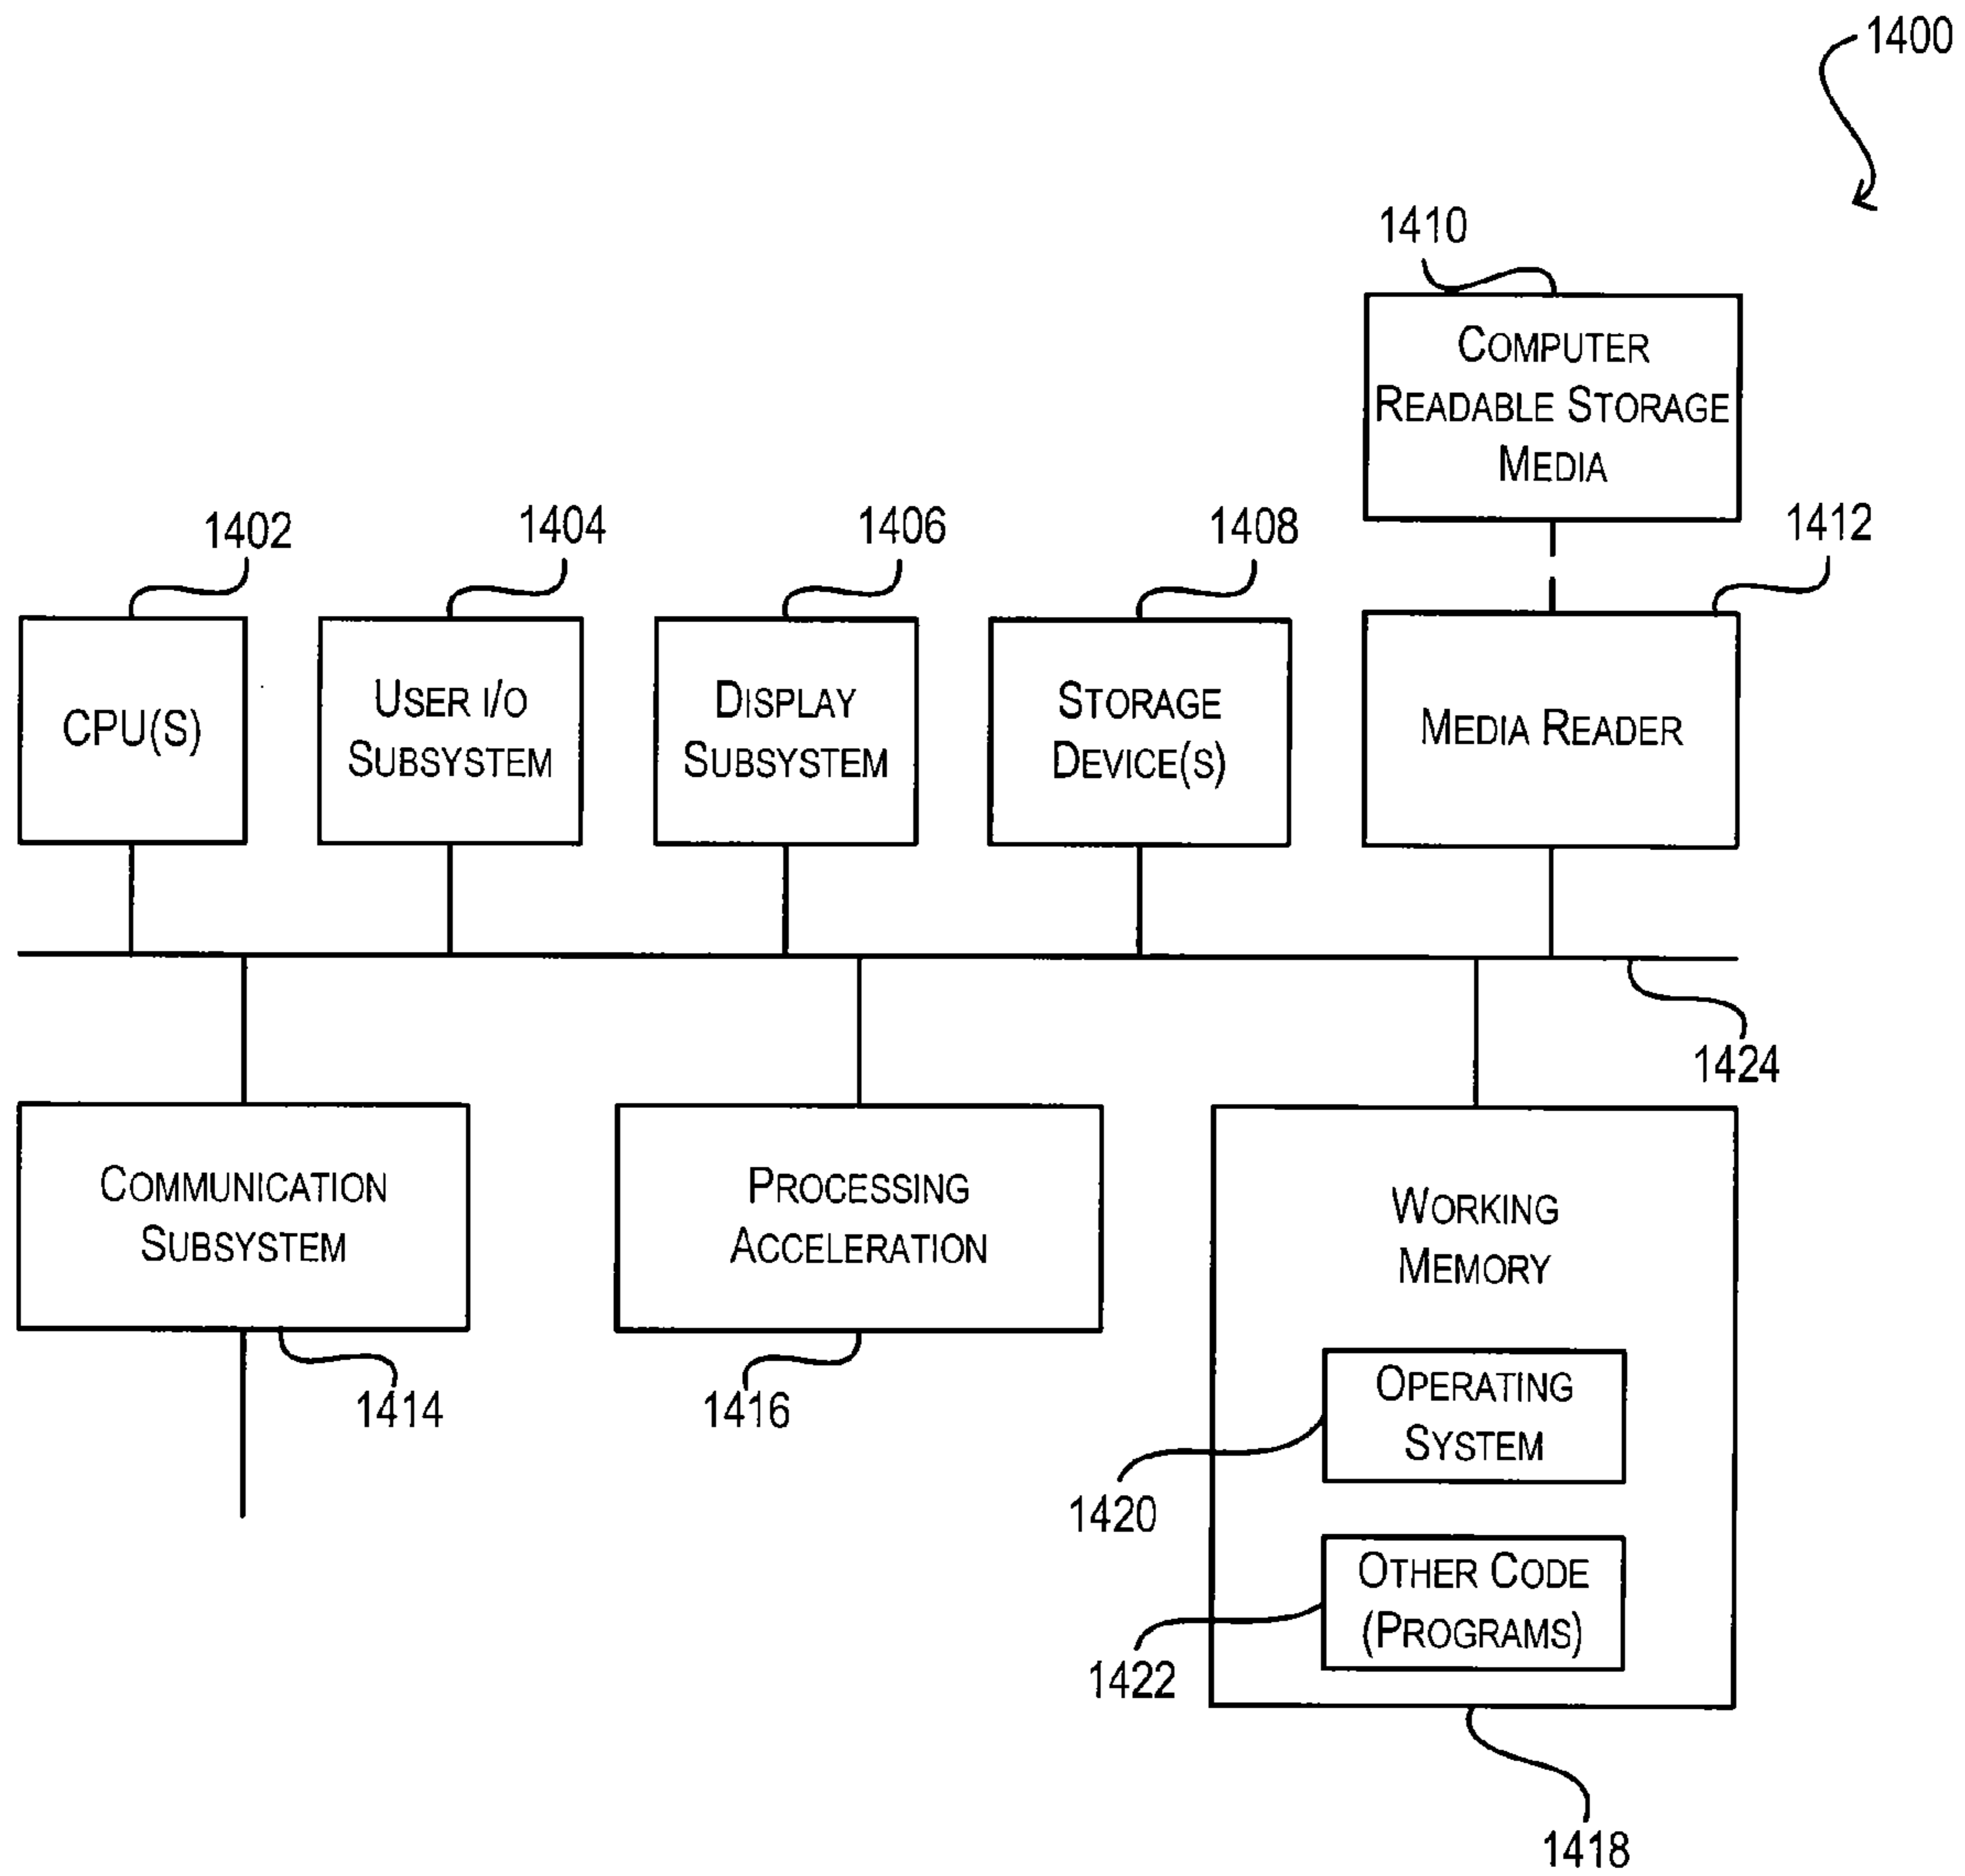 1400
1410
COMPUTER
READABLE STORAGE
MEDIA
1402
1404
1406
1408
1412
CPU(S)
USER I/O
SUBSYSTEM
DISPLAY
SUBSYSTEM
STORAGE
DEVICE(S)
MEDIA READER
1424
COMMUNICATION
SUBSYSTEM
PROCESSING
ACCELERATION
WORKING
MEMORY
1414
1416
OPERATING
SYSTEM
1420
OTHER CODE
(PROGRAMS)
1422
1418